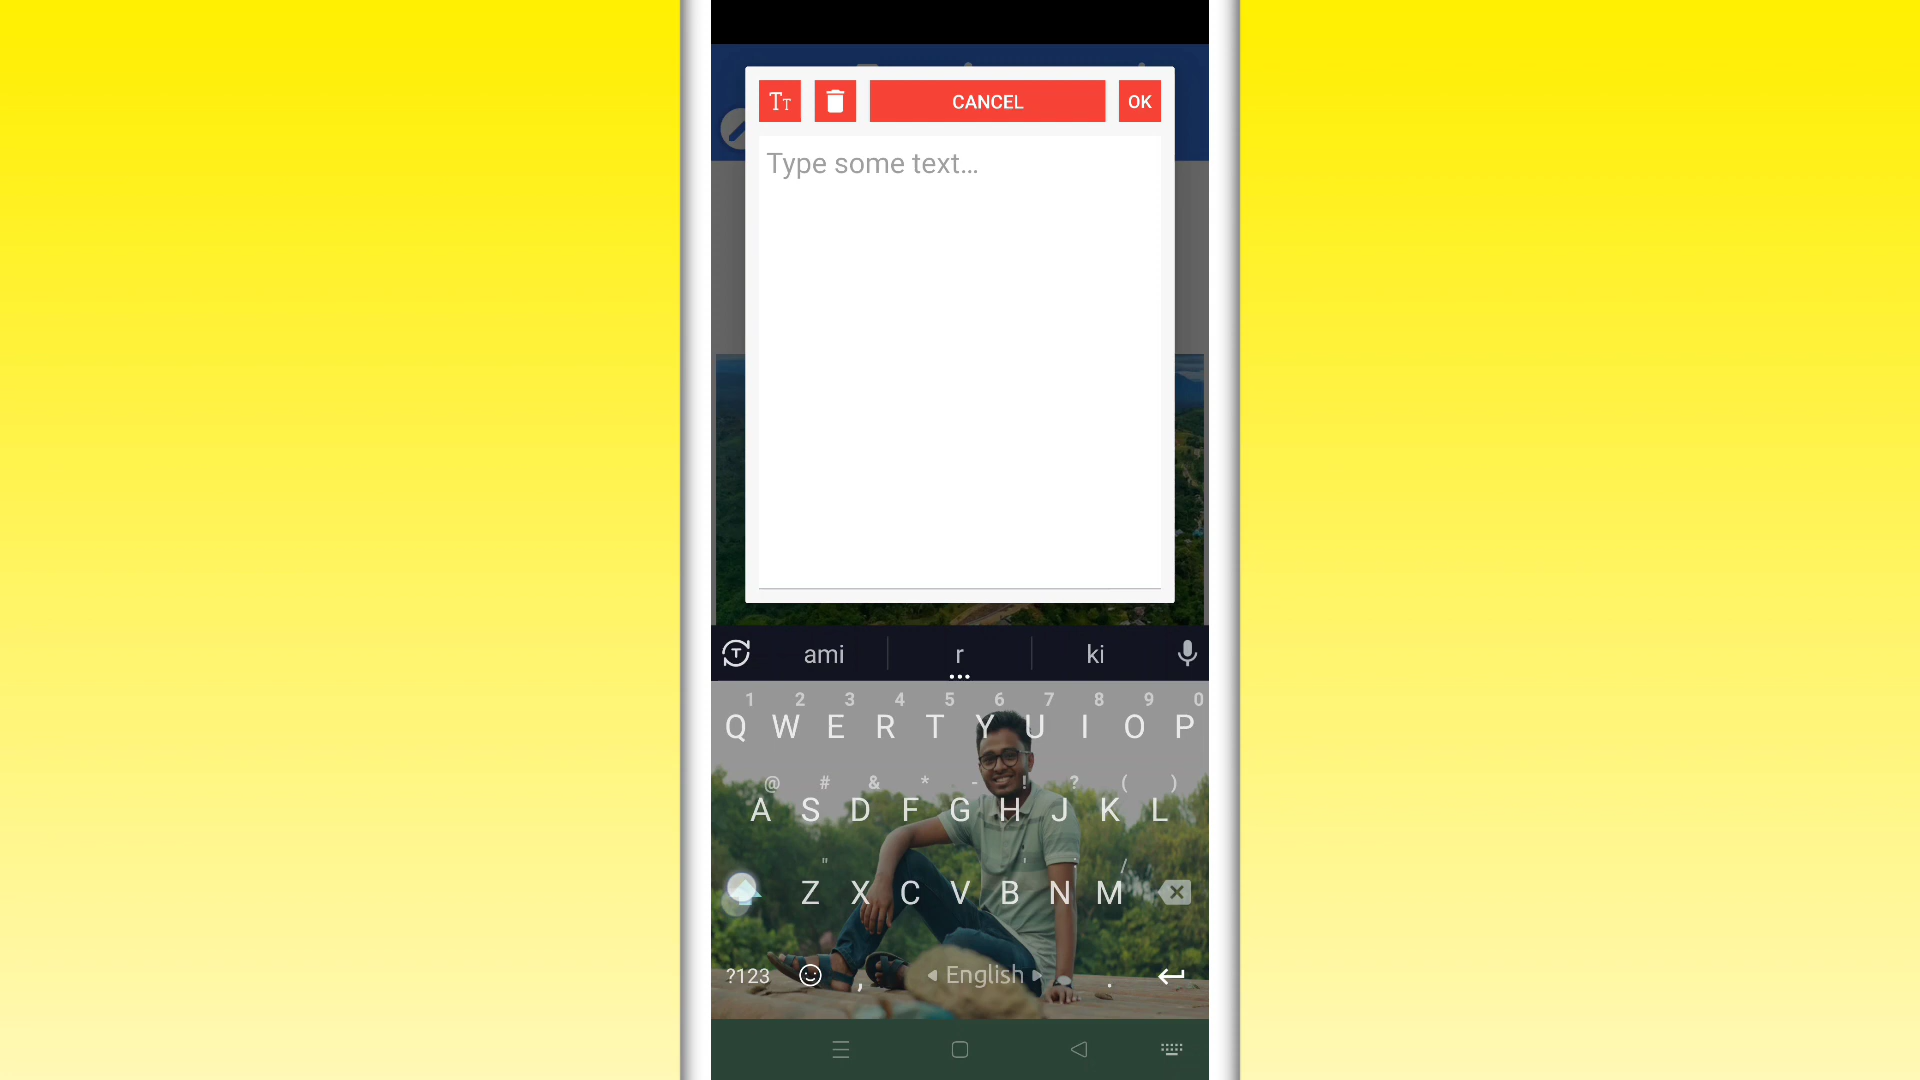 TT CANCEL OK
Type some text...
ami r ki
1 2 3 4 5 6 7 8 9 0
Q W E R T Y U I O P
@ # & * - ! ? ( )
A S D F G H J K L
" ' : /
Z X C V B N M
?123 , English .